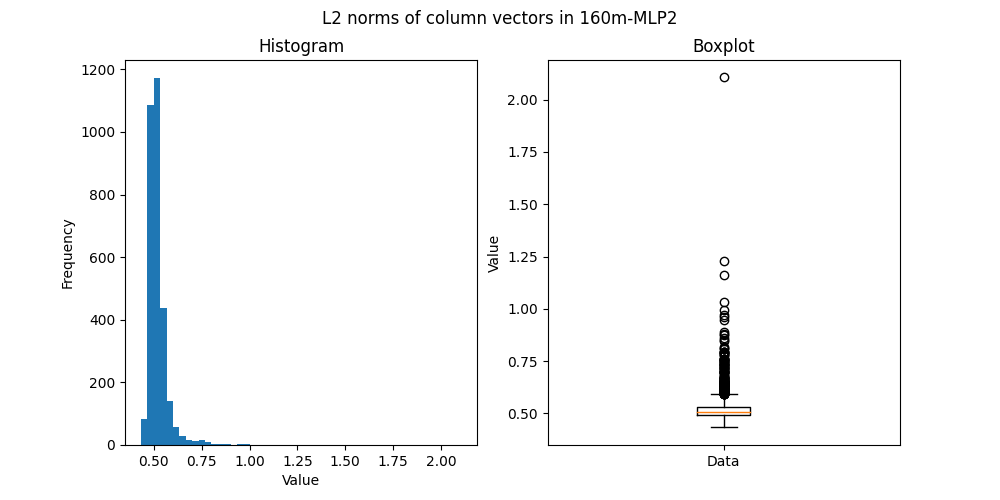 L2 norms of column vectors in 160m-MLP2
Histogram
Frequency
1200
1000
800
600
400
200
0
0.50 0.75 1.00 1.25 1.50 1.75 2.00
Value
Boxplot
Value
2.00
1.75
1.50
1.25
1.00
0.75
0.50
Data